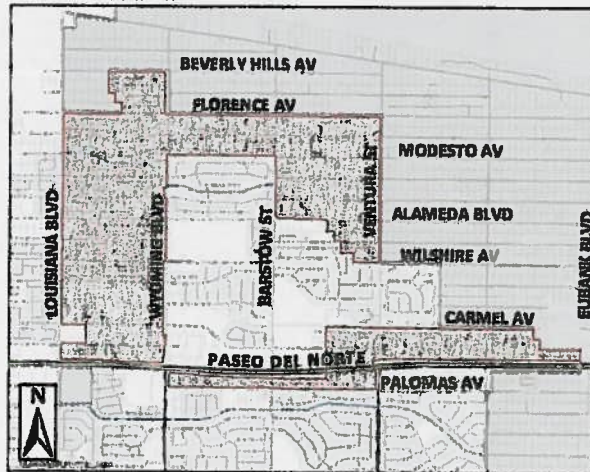 BEVERLY HILLS AV
FLORENCE AV
MODESTO AV
VENTURA ST
ALAMEDA BLVD
LOUISIANA BLVD
WYOMING BLVD
BARSTOW ST
WILSHIRE AV
EUBANK BLVD
CARMEL AV
PASEO DEL NORTE
PALOMAS AV
N